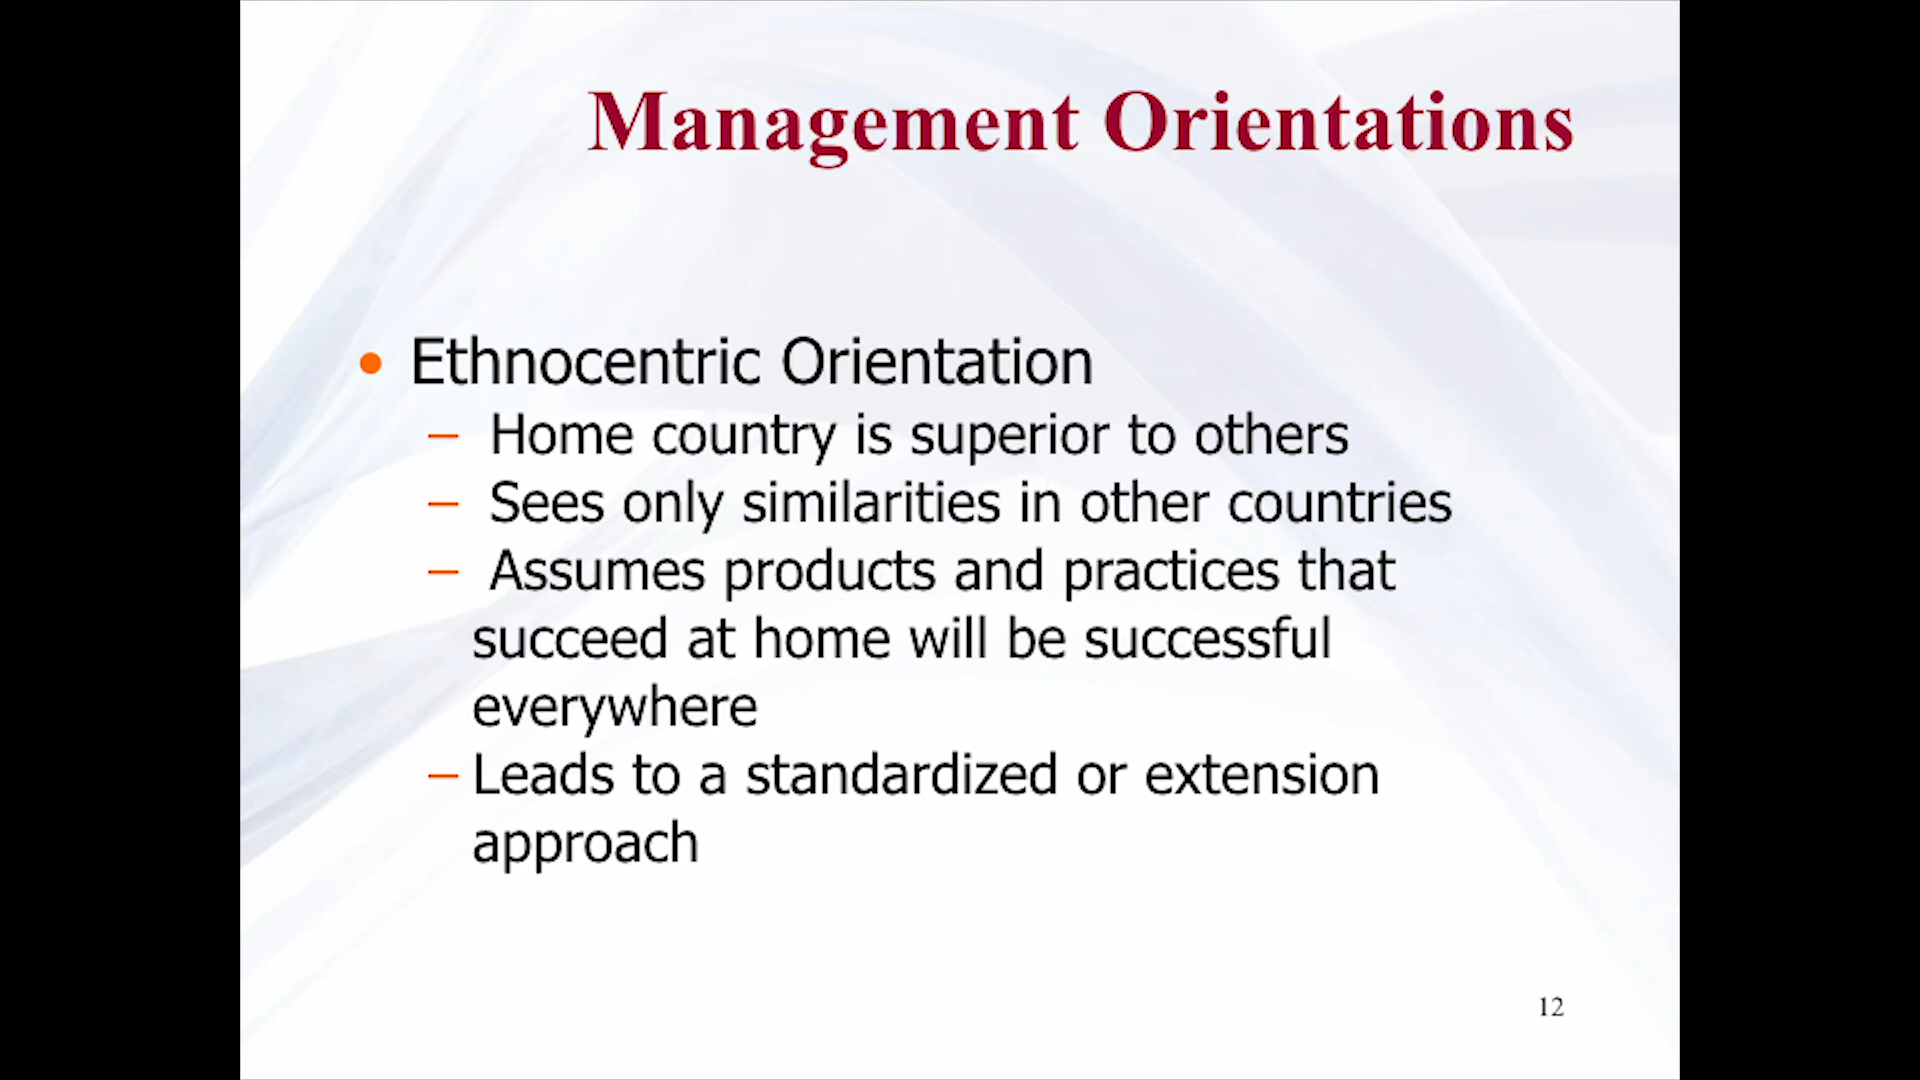 Management Orientations
• Ethnocentric Orientation
– Home country is superior to others
– Sees only similarities in other countries
– Assumes products and practices that
succeed at home will be successful
everywhere
– Leads to a standardized or extension
approach
12